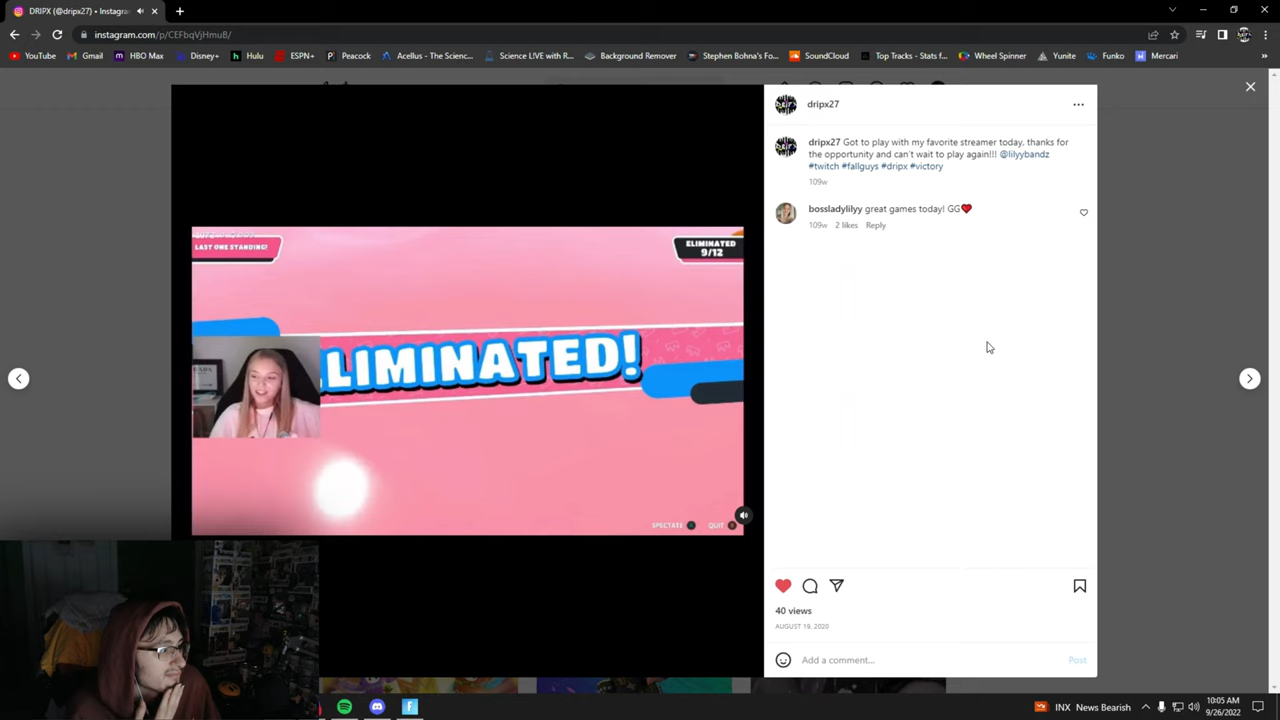 DRIPX (@dripx27) • Instagra
instagram.com/p/CEFbqVjHmuB/
YouTube
Gmail
HBO Max
Disney+
Hulu
ESPN+
Peacock
Acellus - The Scienc...
Science LIVE with R...
Background Remover
Stephen Bohna's Fo...
SoundCloud
Top Tracks - Stats f...
Wheel Spinner
Yunite
Funko
Mercari
»
dripx27
dripx27 Got to play with my favorite streamer today, thanks for
the opportunity and can't wait to play again!!! @lilyybandz
#twitch #fallguys #dripx #victory
109w
bossladylilyy great games today! GG❤
109w 2 likes Reply
LAST ONE STANDING!
ELIMINATED
9/12
LIMINATED!
SPECTATE
QUIT
40 views
AUGUST 19, 2020
Add a comment...
Post
INX News Bearish
10:05 AM
9/26/2022